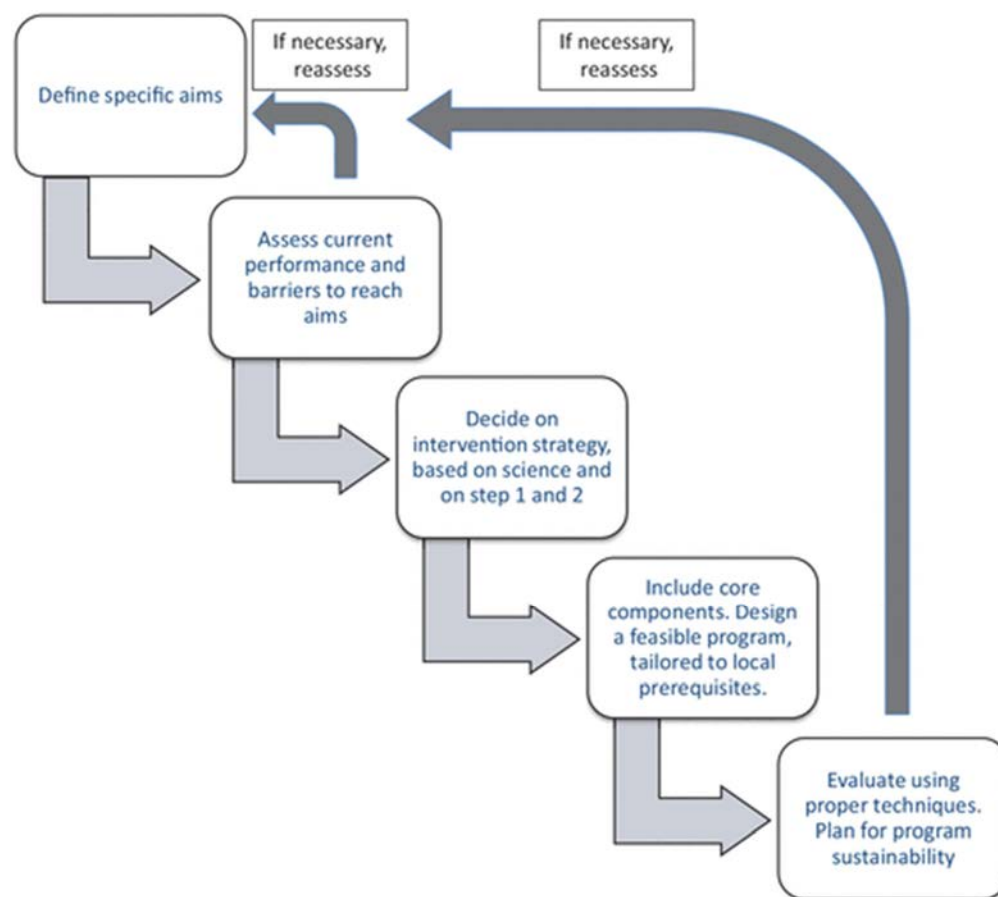 If necessary,
reassess
If necessary,
reassess
Define specific aims
Assess current
performance and
barriers to reach
aims
Decide on
intervention strategy,
based on science and
on step 1 and 2
Include core
components. Design
a feasible program,
tailored to local
prerequisites.
Evaluate using
proper techniques.
Plan for program
sustainability